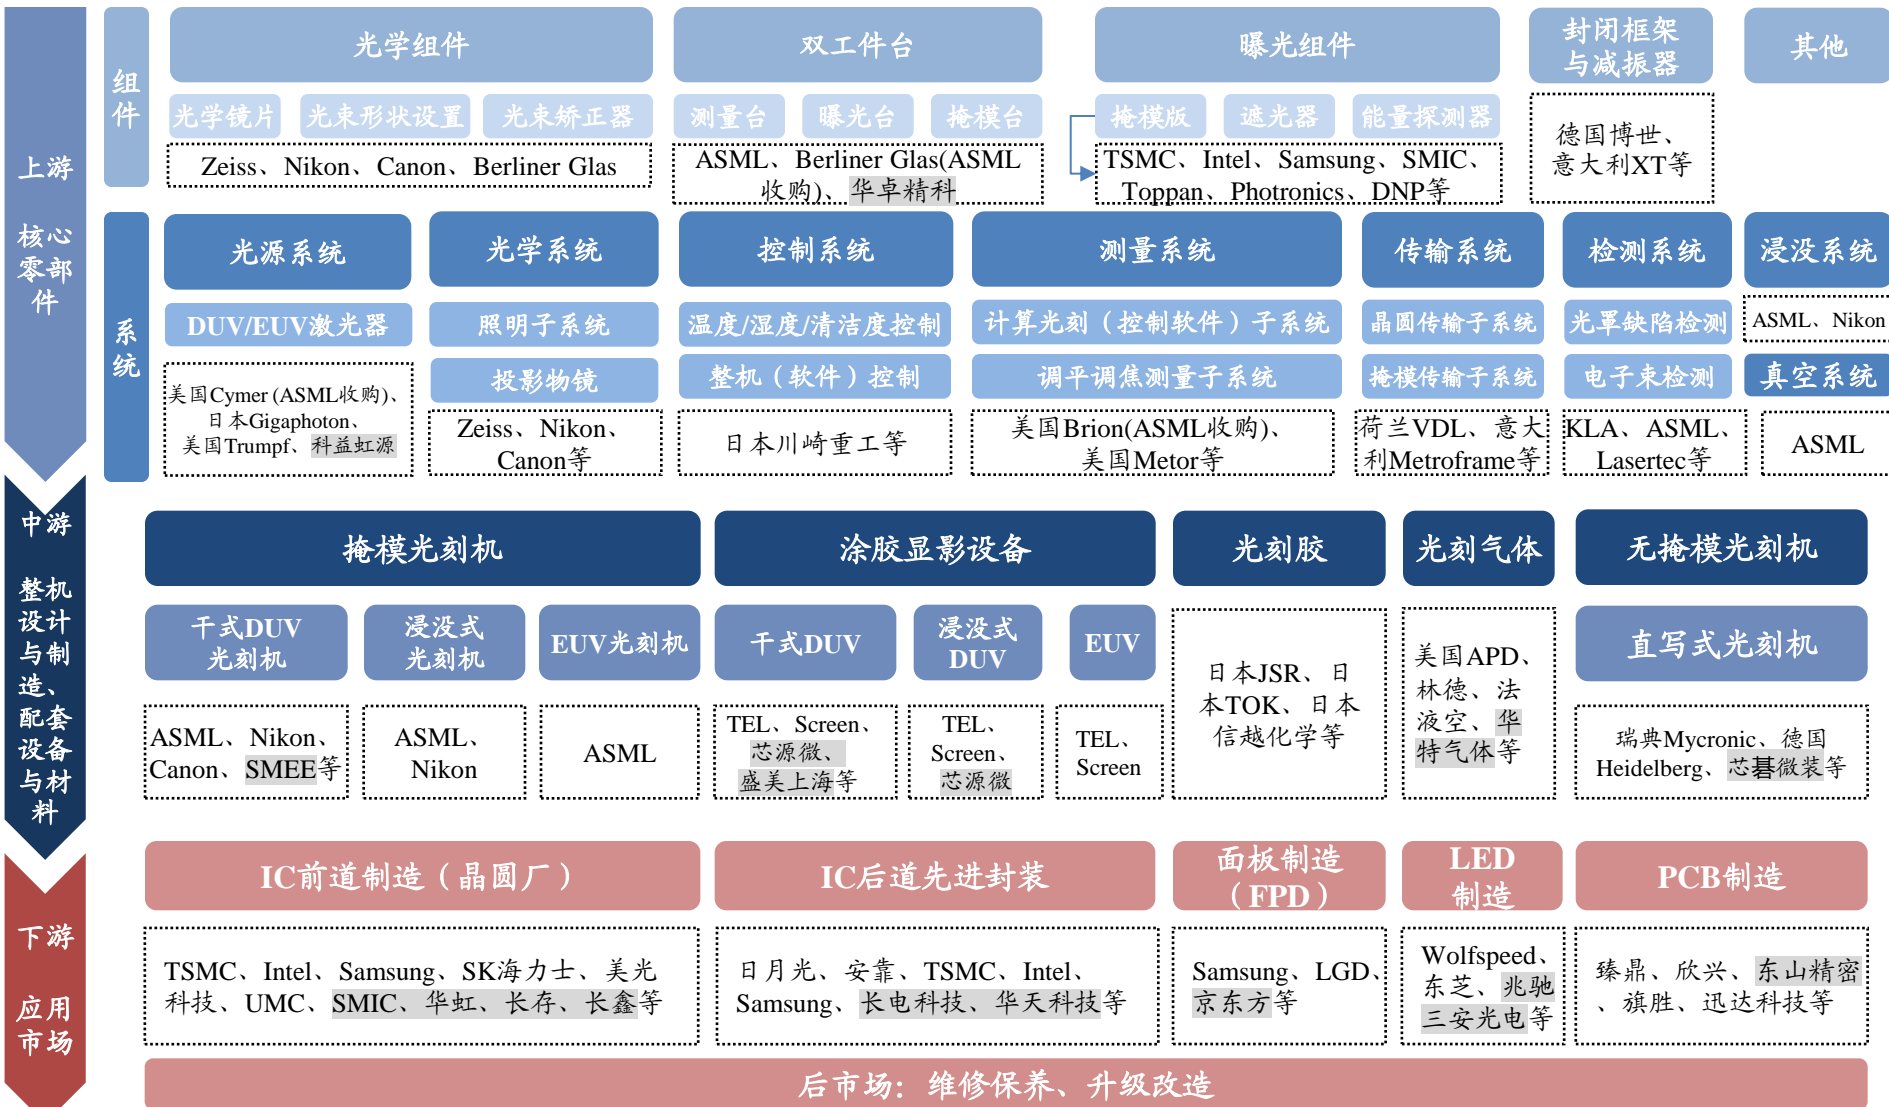 上游
核心
零部
件
组
件
光学组件
双工件台
曝光组件
封闭框架
与减振器
其他
光学镜片
光束形状设置
光束矫正器
测量台
曝光台
掩模台
掩模版
遮光器
能量探测器
Zeiss、Nikon、Canon、Berliner Glas
ASML、Berliner Glas(ASML
收购)、华卓精科
TSMC、Intel、Samsung、SMIC、
Toppan、Photronics、DNP等
德国博世、
意大利XT等
系
统
光源系统
光学系统
控制系统
测量系统
传输系统
检测系统
浸没系统
DUV/EUV激光器
照明子系统
温度/湿度/清洁度控制
计算光刻（控制软件）子系统
晶圆传输子系统
光罩缺陷检测
ASML、Nikon
投影物镜
整机（软件）控制
调平调焦测量子系统
掩模传输子系统
电子束检测
真空系统
美国Cymer (ASML收购)、
日本Gigaphoton、
美国Trumpf、科益虹源
Zeiss、Nikon、
Canon等
日本川崎重工等
美国Brion(ASML收购)、
美国Metor等
荷兰VDL、意大
利Metroframe等
KLA、ASML、
Lasertec等
ASML
中游
整机
设计
与制
造、
配套
设备
与材
料
掩模光刻机
涂胶显影设备
光刻胶
光刻气体
无掩模光刻机
干式DUV
光刻机
浸没式
光刻机
EUV光刻机
干式DUV
浸没式
DUV
EUV
直写式光刻机
ASML、Nikon、
Canon、SMEE等
ASML、
Nikon
ASML
TEL、Screen、
芯源微、
盛美上海等
TEL、
Screen、
芯源微
TEL、
Screen
日本JSR、日
本TOK、日本
信越化学等
美国APD、
林德、法
液空、华
特气体等
瑞典Mycronic、德国
Heidelberg、芯碁微装等
下游
应用
市场
IC前道制造（晶圆厂）
IC后道先进封装
面板制造
（FPD）
LED
制造
PCB制造
TSMC、Intel、Samsung、SK海力士、美光
科技、UMC、SMIC、华虹、长存、长鑫等
日月光、安靠、TSMC、Intel、
Samsung、长电科技、华天科技等
Samsung、LGD、
京东方等
Wolfspeed、
东芝、兆驰
三安光电等
臻鼎、欣兴、东山精密
、旗胜、迅达科技等
后市场：维修保养、升级改造